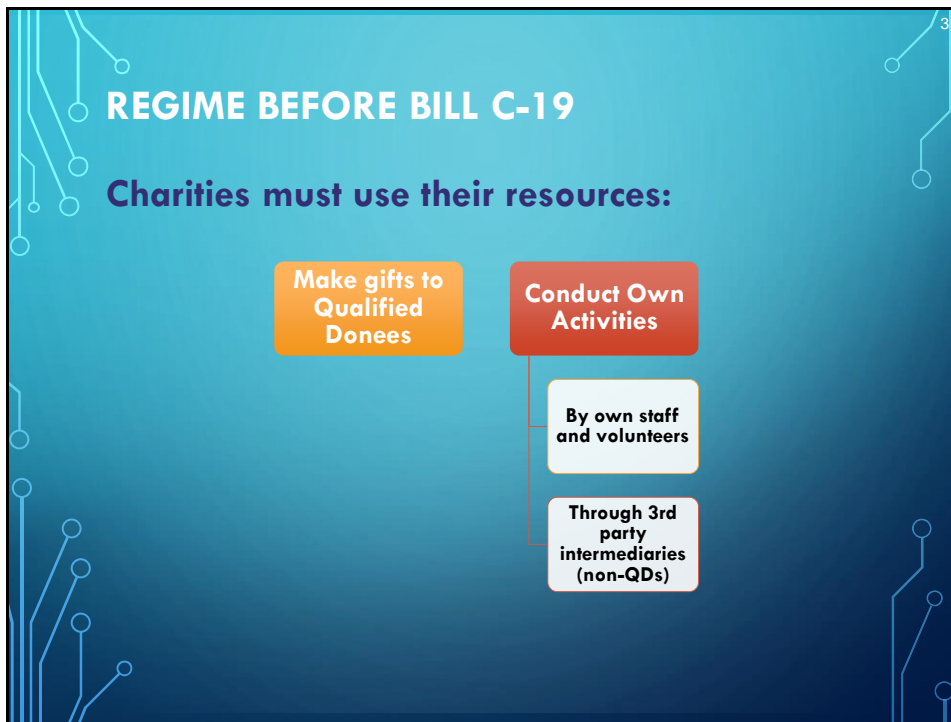 3
REGIME BEFORE BILL C-19
Charities must use their resources:
Make gifts to
Qualified
Donees
Conduct Own
Activities
By own staff
and volunteers
Through 3rd
party
intermediaries
(non-QDs)